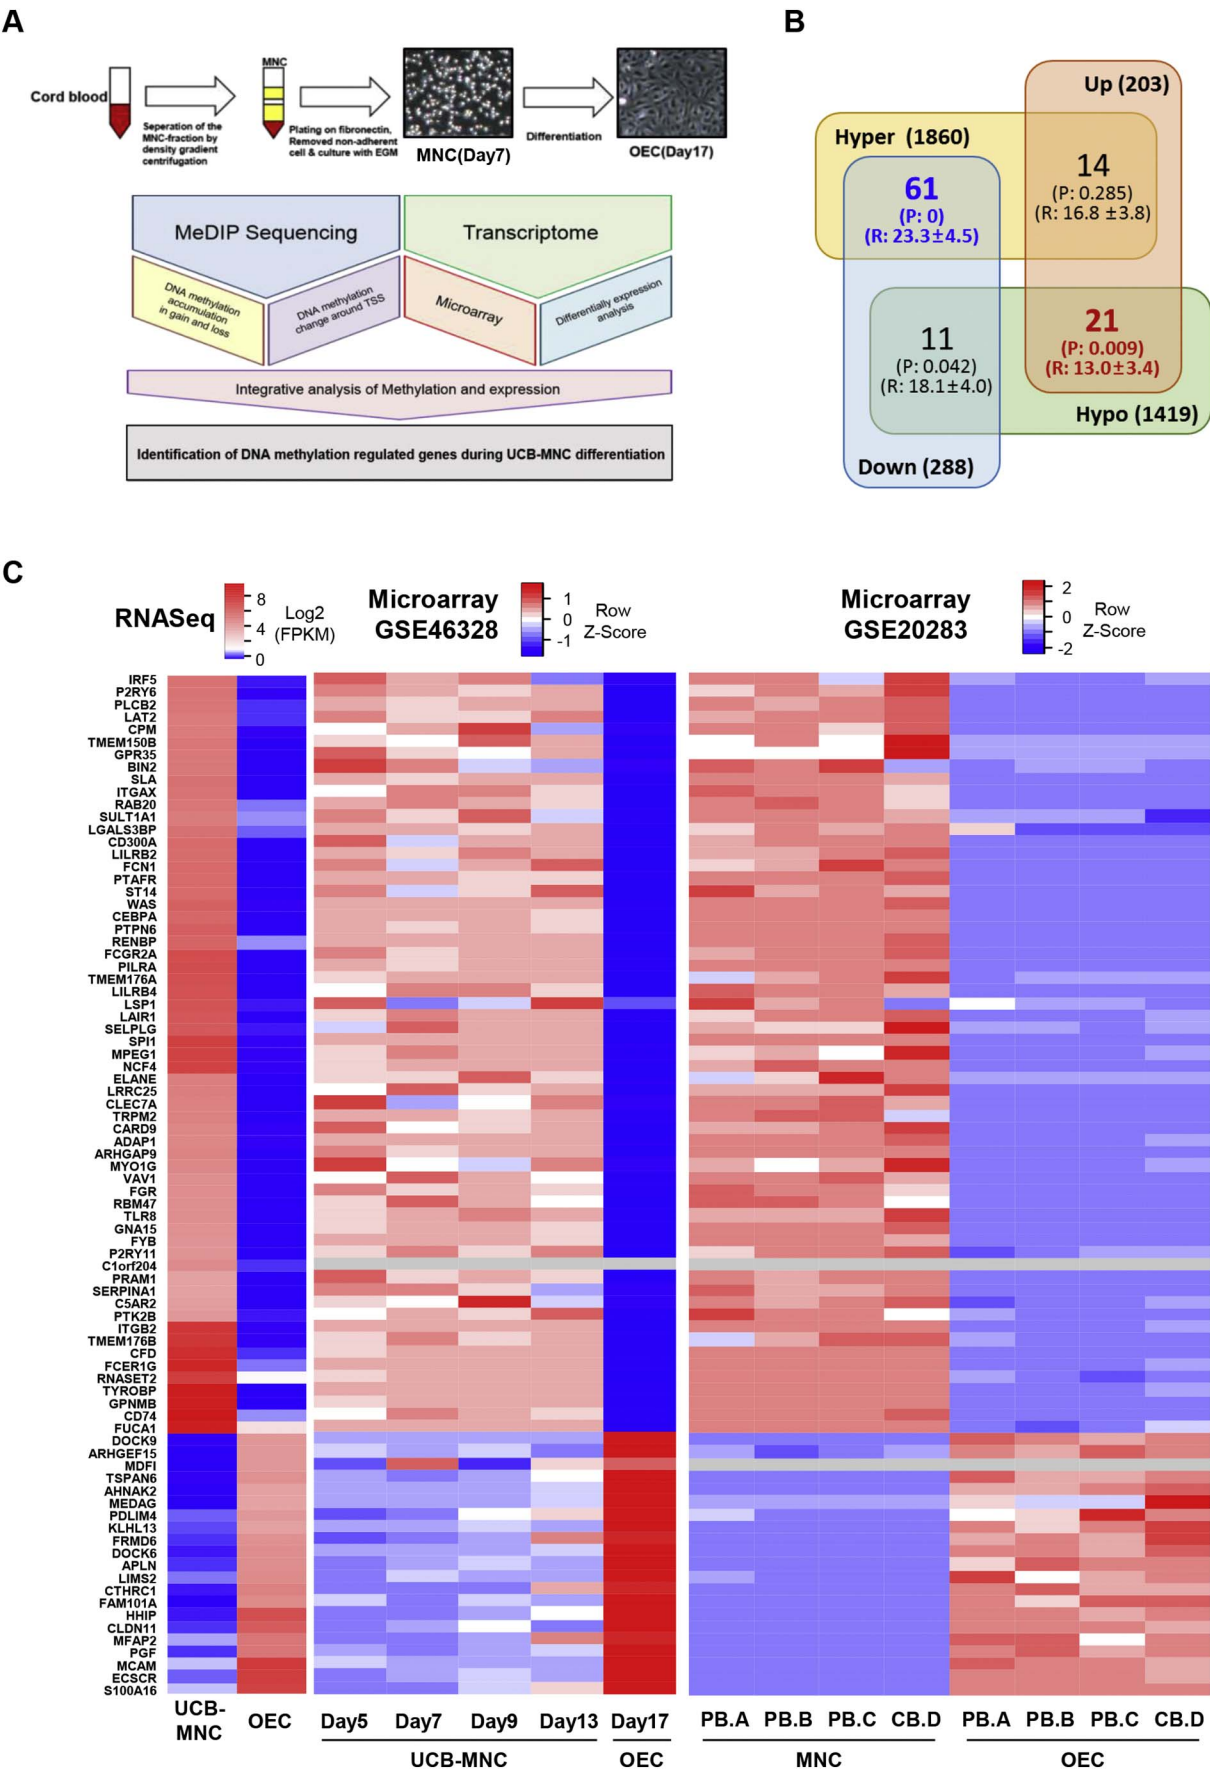 A
Cord blood
Seperation of the
MNC-fraction by
density gradient
centrifugation
MNC
Plating on fibronectin,
Removed non-adherent
cell & culture with EGM
MNC(Day7)
Differentiation
OEC(Day17)
MeDIP Sequencing
Transcriptome
DNA methylation
accumulation
in gain and loss
DNA methylation
change around TSS
Microarray
Differentially expression
analysis
Integrative analysis of Methylation and expression
Identification of DNA methylation regulated genes during UCB-MNC differentiation
B
Up (203)
Hyper (1860)
61
(P: 0)
(R: 23.3±4.5)
14
(P: 0.285)
(R: 16.8 ±3.8)
11
(P: 0.042)
(R: 18.1±4.0)
21
(P: 0.009)
(R: 13.0±3.4)
Hypo (1419)
Down (288)
C
RNASeq
8
4
0
Log2
(FPKM)
Microarray
GSE46328
1
0
-1
Row
Z-Score
Microarray
GSE20283
2
0
-2
Row
Z-Score
IRF5
P2RY6
PLCB2
LAT2
CPM
TMEM150B
GPR35
BIN2
SLA
ITGAX
RAB20
SULT1A1
LGALS3BP
CD300A
LILRB2
FCN1
PTAFR
ST14
WAS
CEBPA
PTPN6
RENBP
FCGR2A
PILRA
TMEM176A
LILRB4
LSP1
LAIR1
SELPLG
SPI1
MPEG1
NCF4
ELANE
LRRC25
CLEC7A
TRPM2
CARD9
ADAP1
ARHGAP9
MYO1G
VAV1
FGR
RBM47
TLR8
GNA15
FYB
P2RY11
C1orf204
PRAM1
SERPINA1
C5AR2
PTK2B
ITGB2
TMEM176B
CFD
FCER1G
RNASET2
TYROBP
GPNMB
CD74
FUCA1
DOCK9
ARHGEF15
MDFI
TSPAN6
AHNAK2
MEDAG
PDLIM4
KLHL13
FRMD6
DOCK6
APLN
LIMS2
CTHRC1
FAM101A
HHIP
CLDN11
MFAP2
PGF
MCAM
ECSCR
S100A16
UCB-
MNC
OEC
Day5 Day7 Day9 Day13 Day17
UCB-MNC
OEC
PB.A PB.B PB.C CB.D PB.A PB.B PB.C CB.D
MNC
OEC